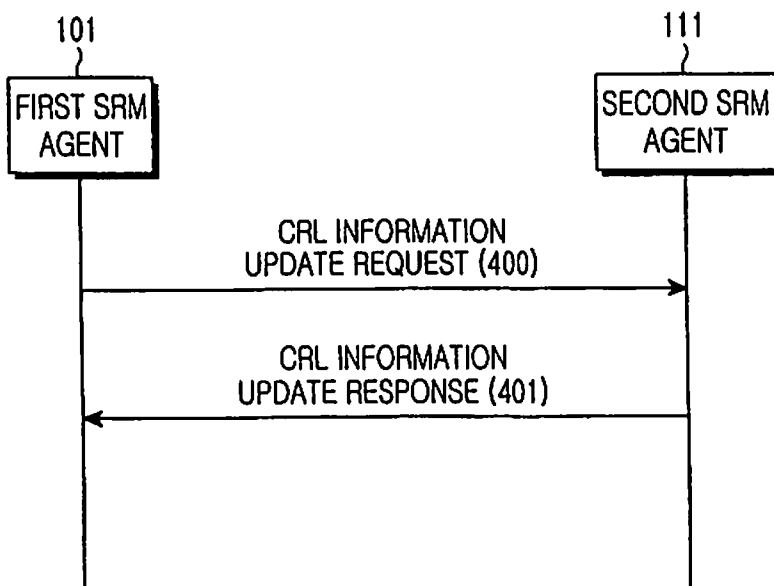 101
111
FIRST SRM
AGENT
SECOND SRM
AGENT
CRL INFORMATION
UPDATE REQUEST (400)
CRL INFORMATION
UPDATE RESPONSE (401)